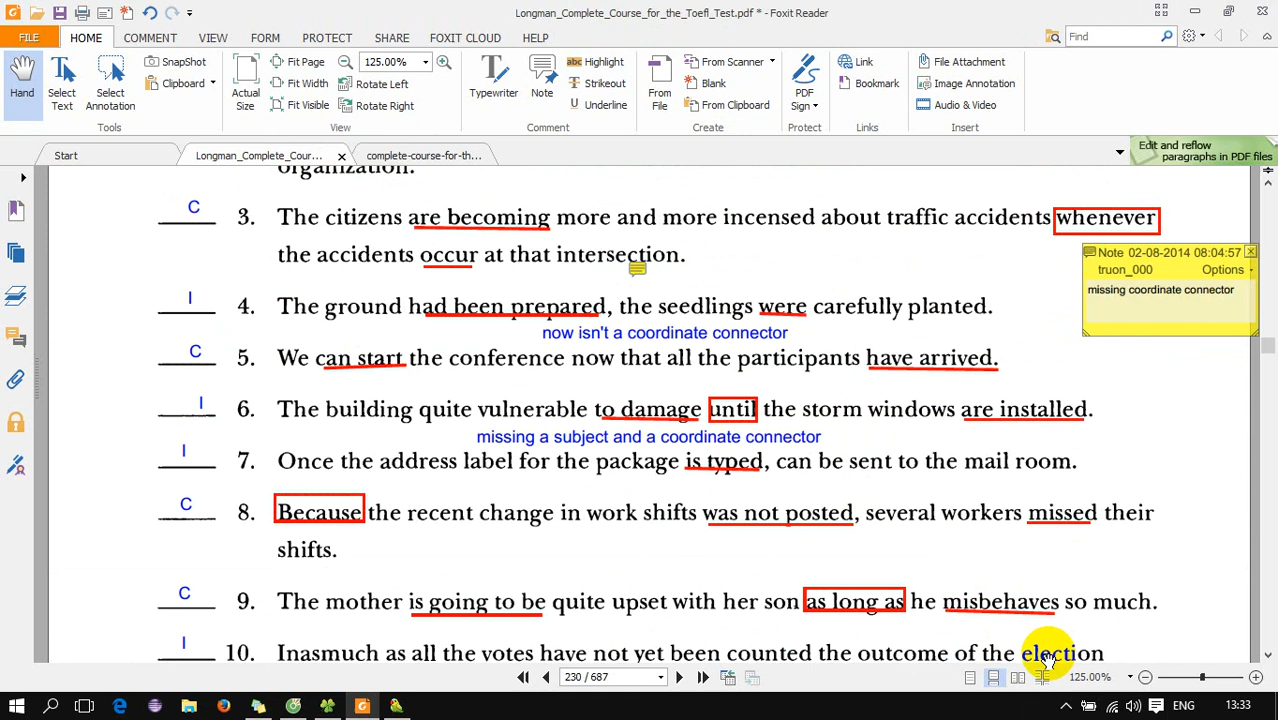 Longman_Complete_Course_for_the_Toefl_Test.pdf * - Foxit Reader
FILE HOME COMMENT VIEW FORM PROTECT SHARE FOXIT CLOUD HELP Find
Hand
Select Text
Select Annotation
SnapShot
Clipboard
Tools
Actual Size
Fit Page
Fit Width
Fit Visible
125.00%
Rotate Left
Rotate Right
View
Typewriter
Note
Highlight
Strikeout
Underline
Comment
From File
From Scanner
Blank
From Clipboard
Create
PDF Sign
Protect
Link
Bookmark
Links
File Attachment
Image Annotation
Audio & Video
Insert
Start Longman_Complete_Cour... complete-course-for-th...
Edit and reflow
paragraphs in PDF files
organization.
C 3. The citizens are becoming more and more incensed about traffic accidents whenever
the accidents occur at that intersection.
Note 02-08-2014 08:04:57
truon_000 Options
missing coordinate connector
I 4. The ground had been prepared, the seedlings were carefully planted.
now isn't a coordinate connector
C 5. We can start the conference now that all the participants have arrived.
I 6. The building quite vulnerable to damage until the storm windows are installed.
missing a subject and a coordinate connector
I 7. Once the address label for the package is typed, can be sent to the mail room.
C 8. Because the recent change in work shifts was not posted, several workers missed their
shifts.
C 9. The mother is going to be quite upset with her son as long as he misbehaves so much.
I 10. Inasmuch as all the votes have not yet been counted the outcome of the election
230 / 687 125.00%
ENG 13:33